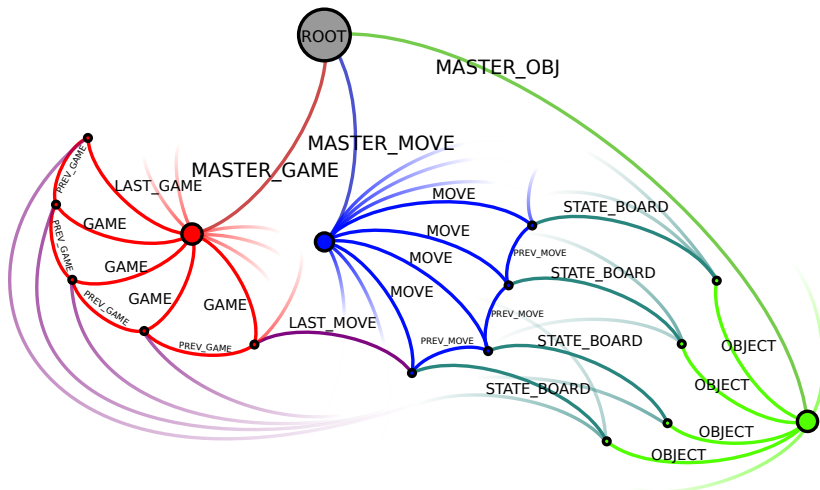 ROOT
MASTER_OBJ
MASTER_MOVE
MASTER_GAME
PREV_GAME
LAST_GAME
MOVE
STATE_BOARD
GAME
MOVE
PREV_MOVE
PREV_GAME
GAME
MOVE
STATE_BOARD
MOVE
PREV_GAME
GAME
GAME
LAST_MOVE
PREV_MOVE
PREV_GAME
PREV_MOVE
STATE_BOARD
OBJECT
STATE_BOARD
OBJECT
OBJECT
OBJECT